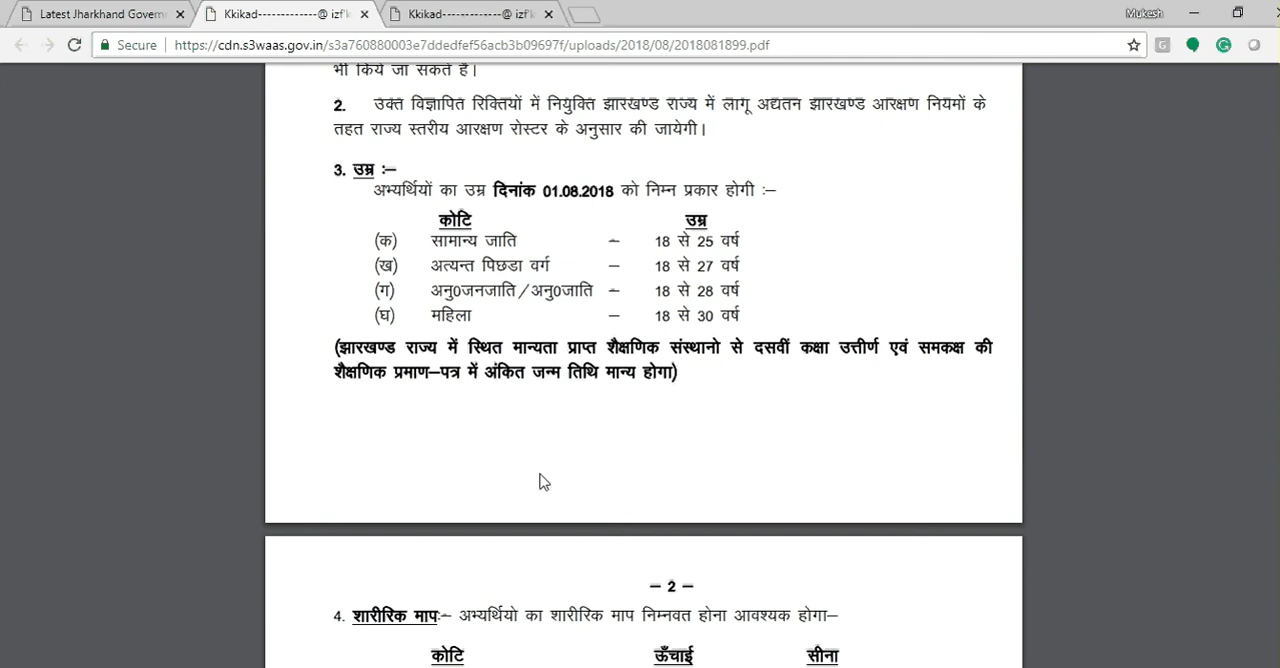 Latest Jharkhand Govern
Kkikad-------------@ izf'k
Kkikad-------------@ izf'k
Mukesh
Secure https://cdn.s3waas.gov.in/s3a760880003e7ddedfef56acb3b09697f/uploads/2018/08/2018081899.pdf
भी किये जा सकते है।
2. उक्त विज्ञापित रिक्तियों में नियुक्ति झारखण्ड राज्य में लागू अद्यतन झारखण्ड आरक्षण नियमों के
तहत राज्य स्तरीय आरक्षण रोस्टर के अनुसार की जायेगी।
3. उम्र :–
अभ्यर्थियों का उम्र दिनांक 01.08.2018 को निम्न प्रकार होगी :–
कोटि उम्र
(क) सामान्य जाति – 18 से 25 वर्ष
(ख) अत्यन्त पिछडा वर्ग – 18 से 27 वर्ष
(ग) अनु0जनजाति/अनु0जाति – 18 से 28 वर्ष
(घ) महिला – 18 से 30 वर्ष
(झारखण्ड राज्य में स्थित मान्यता प्राप्त शैक्षणिक संस्थानो से दसवीं कक्षा उत्तीर्ण एवं समकक्ष की
शैक्षणिक प्रमाण–पत्र में अंकित जन्म तिथि मान्य होगा)
– 2 –
4. शारीरिक मापः– अभ्यर्थियो का शारीरिक माप निम्नवत होना आवश्यक होगा–
कोटि ऊँचाई सीना